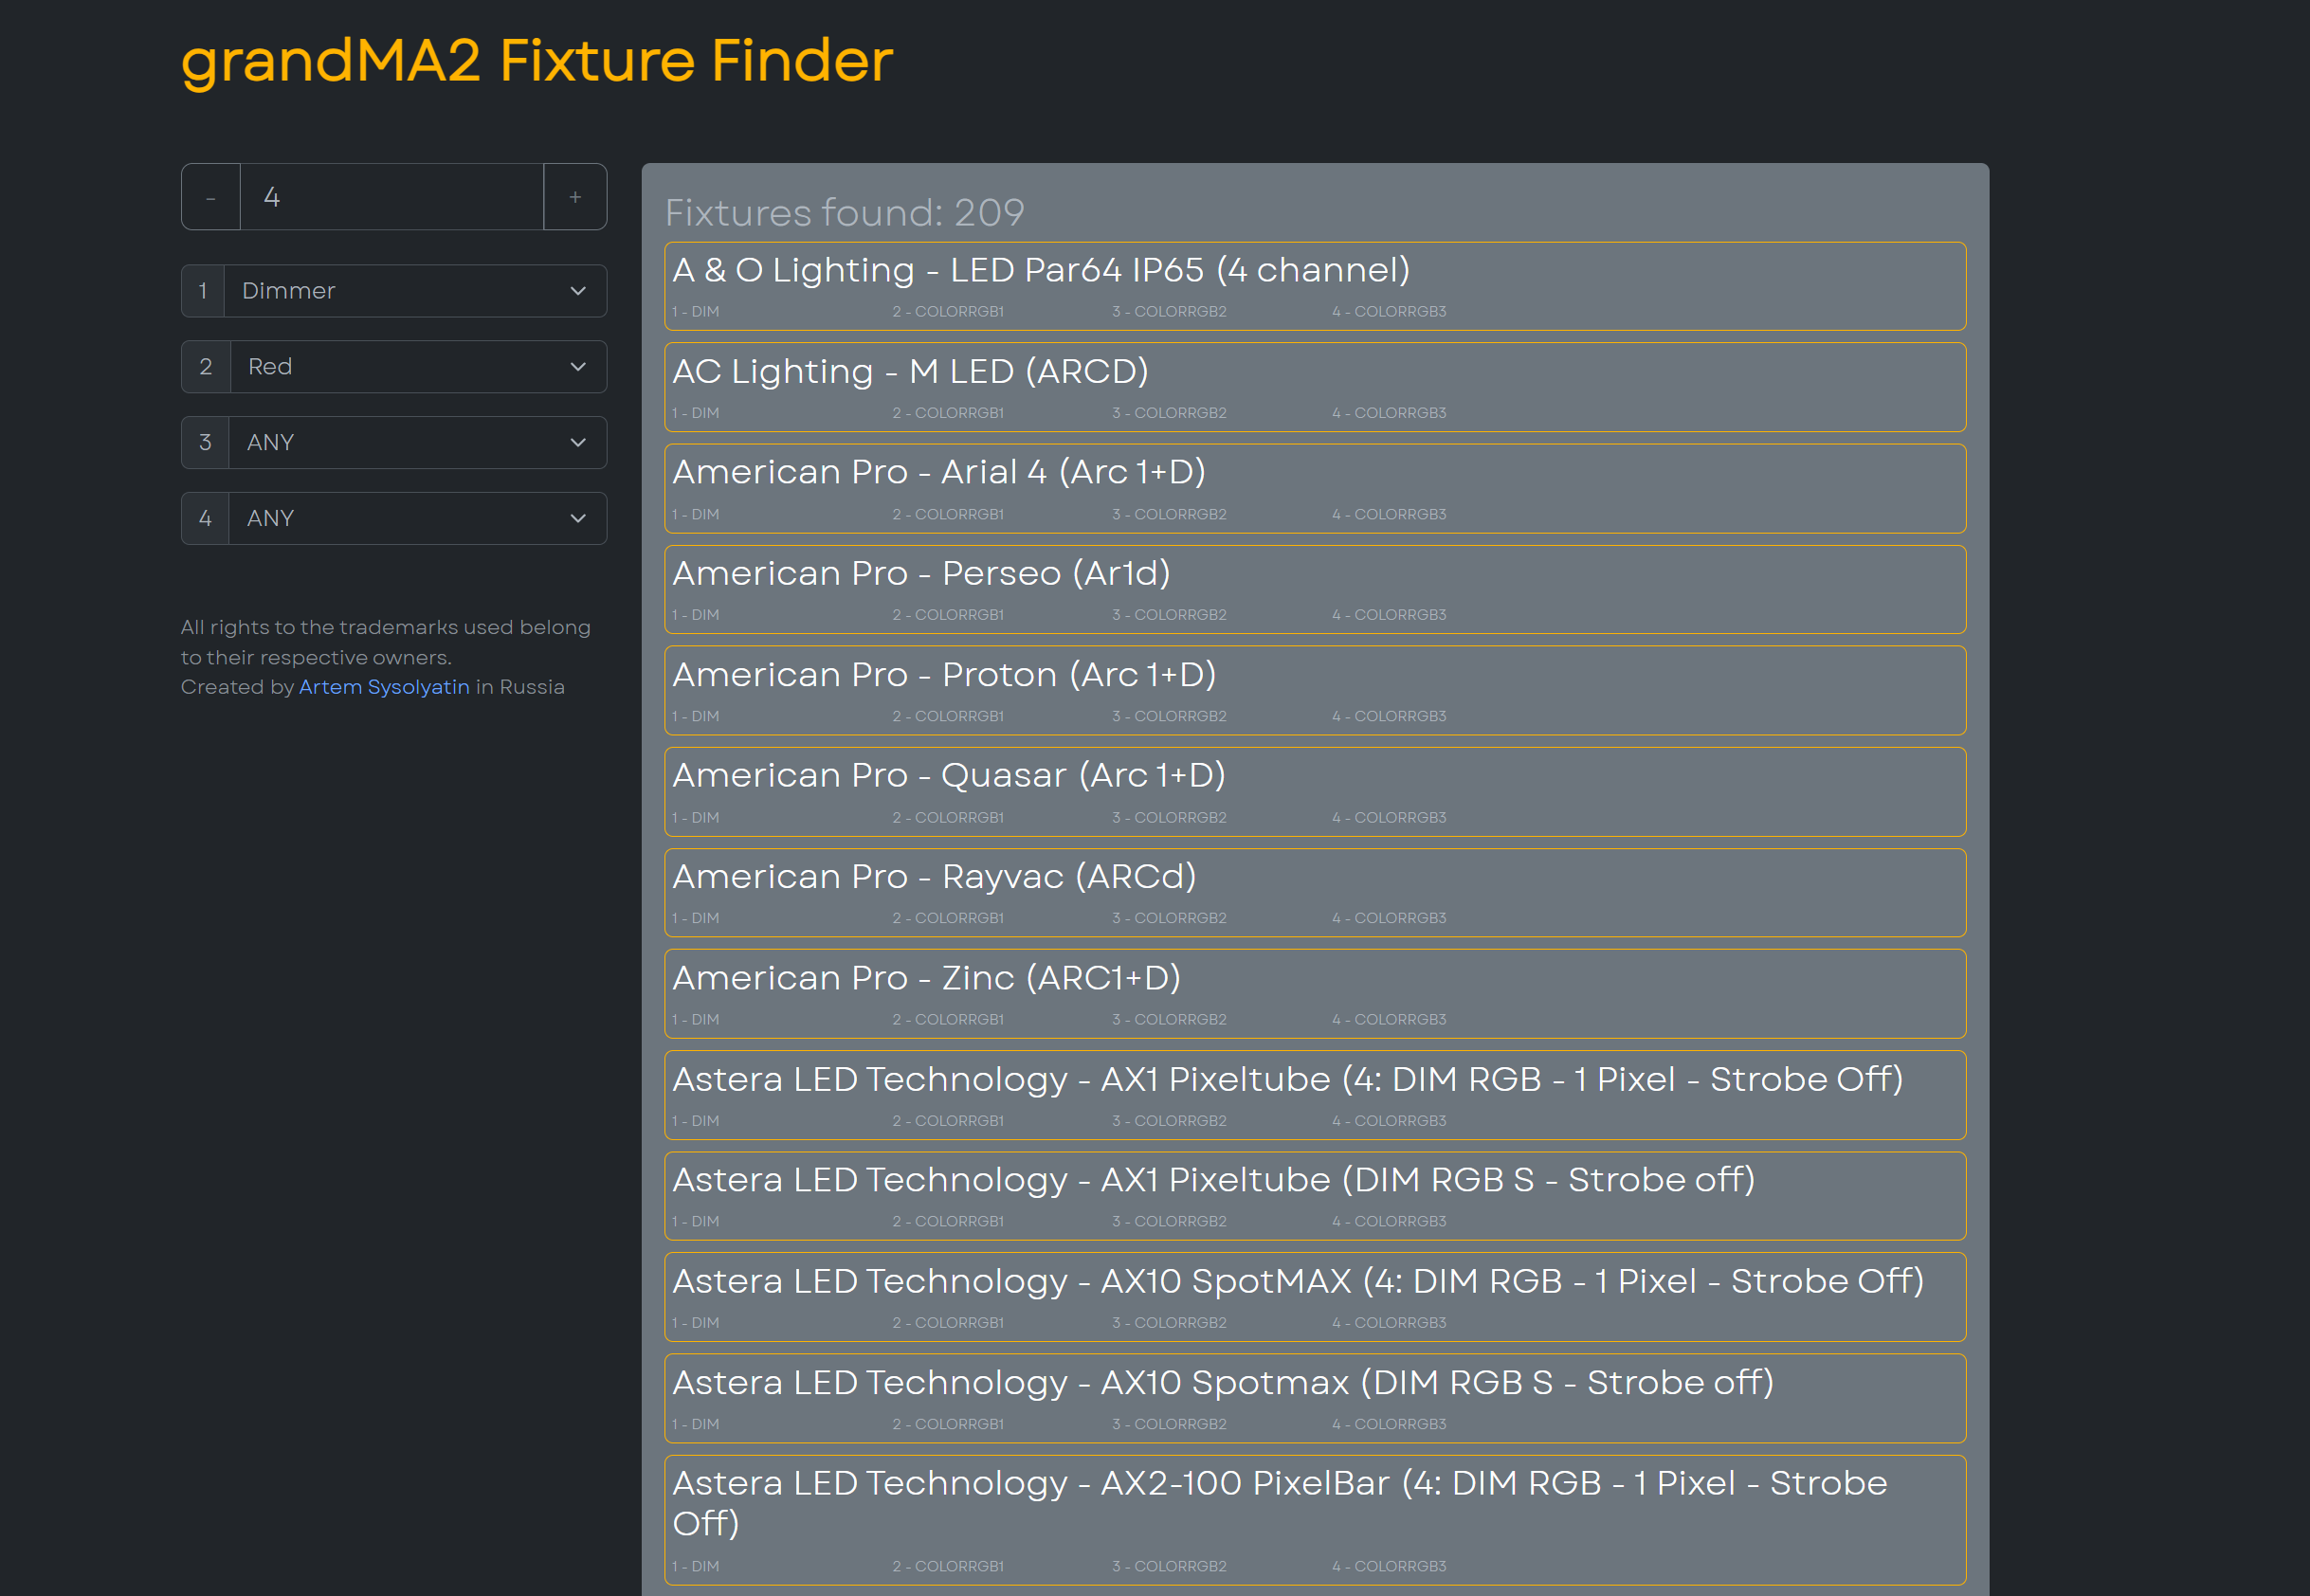 grandMA2 Fixture Finder
-
4
+
1 Dimmer
2 Red
3 ANY
4 ANY
All rights to the trademarks used belong
to their respective owners.
Created by Artem Sysolyatin in Russia
Fixtures found: 209
A & O Lighting - LED Par64 IP65 (4 channel)
1 - DIM 2 - COLORRGB1 3 - COLORRGB2 4 - COLORRGB3
AC Lighting - M LED (ARCD)
1 - DIM 2 - COLORRGB1 3 - COLORRGB2 4 - COLORRGB3
American Pro - Arial 4 (Arc 1+D)
1 - DIM 2 - COLORRGB1 3 - COLORRGB2 4 - COLORRGB3
American Pro - Perseo (Ar1d)
1 - DIM 2 - COLORRGB1 3 - COLORRGB2 4 - COLORRGB3
American Pro - Proton (Arc 1+D)
1 - DIM 2 - COLORRGB1 3 - COLORRGB2 4 - COLORRGB3
American Pro - Quasar (Arc 1+D)
1 - DIM 2 - COLORRGB1 3 - COLORRGB2 4 - COLORRGB3
American Pro - Rayvac (ARCd)
1 - DIM 2 - COLORRGB1 3 - COLORRGB2 4 - COLORRGB3
American Pro - Zinc (ARC1+D)
1 - DIM 2 - COLORRGB1 3 - COLORRGB2 4 - COLORRGB3
Astera LED Technology - AX1 Pixeltube (4: DIM RGB - 1 Pixel - Strobe Off)
1 - DIM 2 - COLORRGB1 3 - COLORRGB2 4 - COLORRGB3
Astera LED Technology - AX1 Pixeltube (DIM RGB S - Strobe off)
1 - DIM 2 - COLORRGB1 3 - COLORRGB2 4 - COLORRGB3
Astera LED Technology - AX10 SpotMAX (4: DIM RGB - 1 Pixel - Strobe Off)
1 - DIM 2 - COLORRGB1 3 - COLORRGB2 4 - COLORRGB3
Astera LED Technology - AX10 Spotmax (DIM RGB S - Strobe off)
1 - DIM 2 - COLORRGB1 3 - COLORRGB2 4 - COLORRGB3
Astera LED Technology - AX2-100 PixelBar (4: DIM RGB - 1 Pixel - Strobe
Off)
1 - DIM 2 - COLORRGB1 3 - COLORRGB2 4 - COLORRGB3